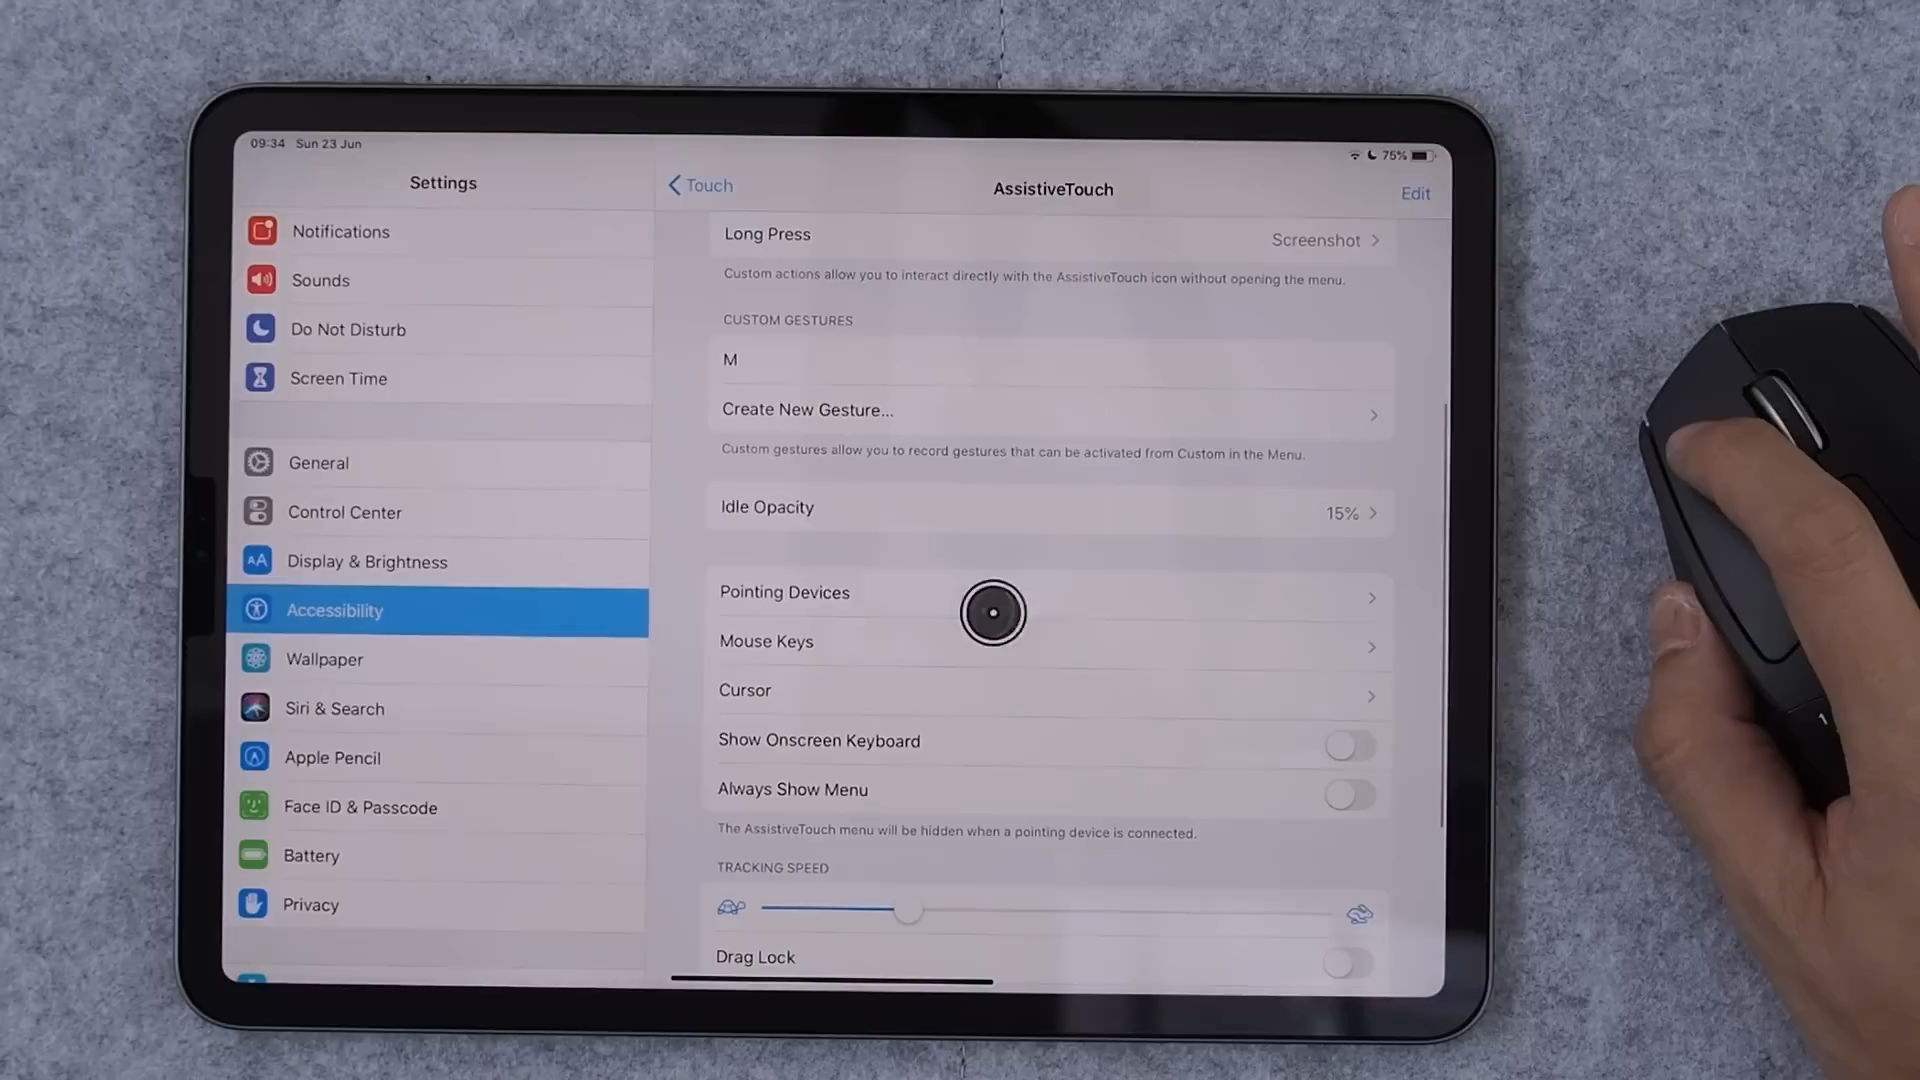 09:34 Sun 23 Jun
75%
Settings
Notifications
Sounds
Do Not Disturb
Screen Time
General
Control Center
AA Display & Brightness
Accessibility
Wallpaper
Siri & Search
Apple Pencil
Face ID & Passcode
Battery
Privacy
Touch
AssistiveTouch
Edit
Long Press Screenshot
Custom actions allow you to interact directly with the AssistiveTouch icon without opening the menu.
CUSTOM GESTURES
M
Create New Gesture...
Custom gestures allow you to record gestures that can be activated from Custom in the Menu.
Idle Opacity 15%
Pointing Devices
Mouse Keys
Cursor
Show Onscreen Keyboard
Always Show Menu
The AssistiveTouch menu will be hidden when a pointing device is connected.
TRACKING SPEED
Drag Lock
1